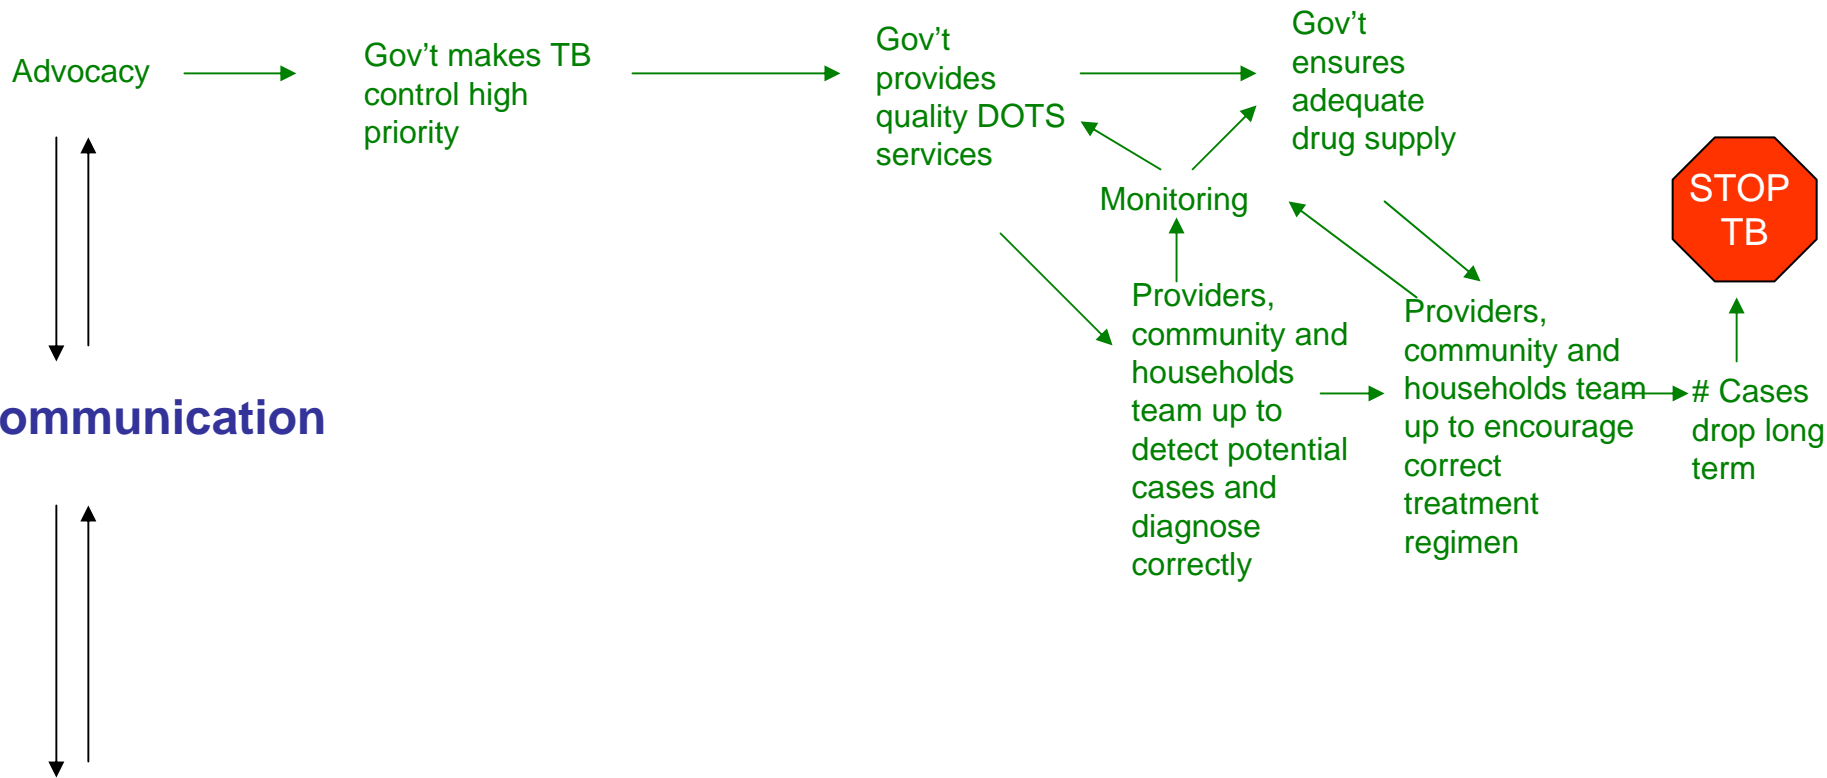 Advocacy
Gov’t makes TB
control high
priority
Gov’t
provides
quality DOTS
services
Gov’t
ensures
adequate
drug supply
Monitoring
STOP
TB
Providers,
community and
households
team up to
detect potential
cases and
diagnose
correctly
Providers,
community and
households team
up to encourage
correct
treatment
regimen
# Cases
drop long
term
ommunication